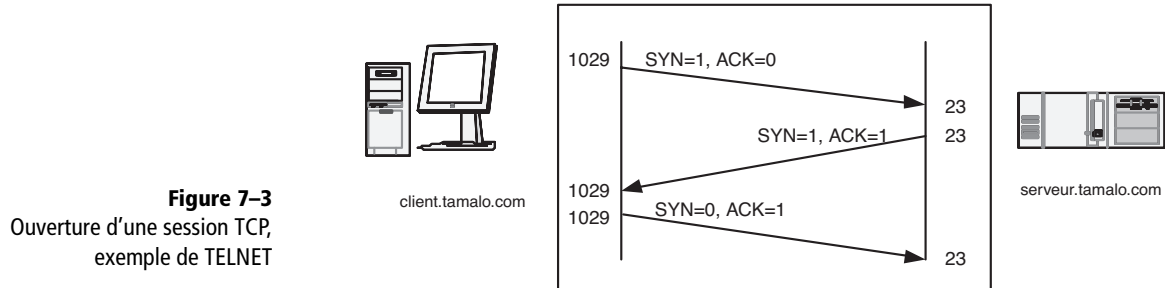 1029
SYN=1, ACK=0
23
SYN=1, ACK=1
23
1029
1029
SYN=0, ACK=1
23
client.tamalo.com
serveur.tamalo.com
Figure 7–3
Ouverture d'une session TCP,
exemple de TELNET